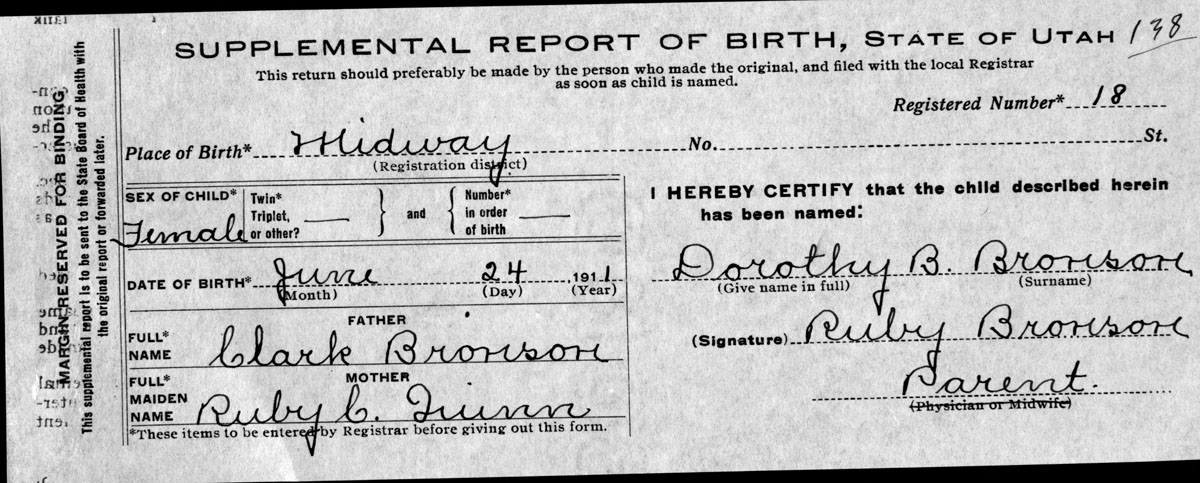 SUPPLEMENTAL REPORT OF BIRTH, STATE OF UTAH 138
This return should preferably be made by the person who made the original, and filed with the local Registrar
as soon as child is named.
Registered Number* 18
Place of Birth* Midway No. St.
(Registration district)
SEX OF CHILD* Female
Twin* Triplet, or other?
and
Number* in order of birth
DATE OF BIRTH* June 24 1911
(Month) (Day) (Year)
FATHER
FULL* NAME Clark Bronson
MOTHER
FULL* MAIDEN NAME Ruby C.
*These items to be entered by Registrar before giving out this form.
I HEREBY CERTIFY that the child described herein
has been named:
Dorothy B. Bronson
(Give name in full) (Surname)
(Signature) Ruby Bronson
Parent.
(Physician or Midwife)
MARGIN RESERVED FOR BINDING
This supplemental report is to be sent to the State Board of Health with
the original report or forwarded later.